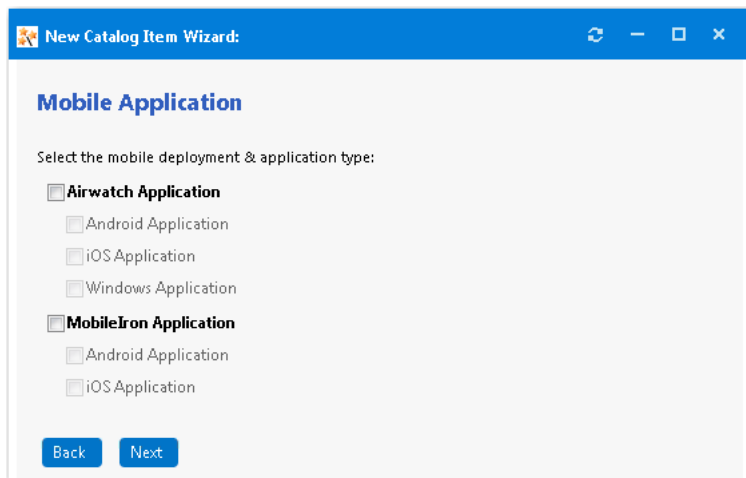 New Catalog Item Wizard:
Mobile Application
Select the mobile deployment & application type:
Airwatch Application
Android Application
iOS Application
Windows Application
MobileIron Application
Android Application
iOS Application
Back Next